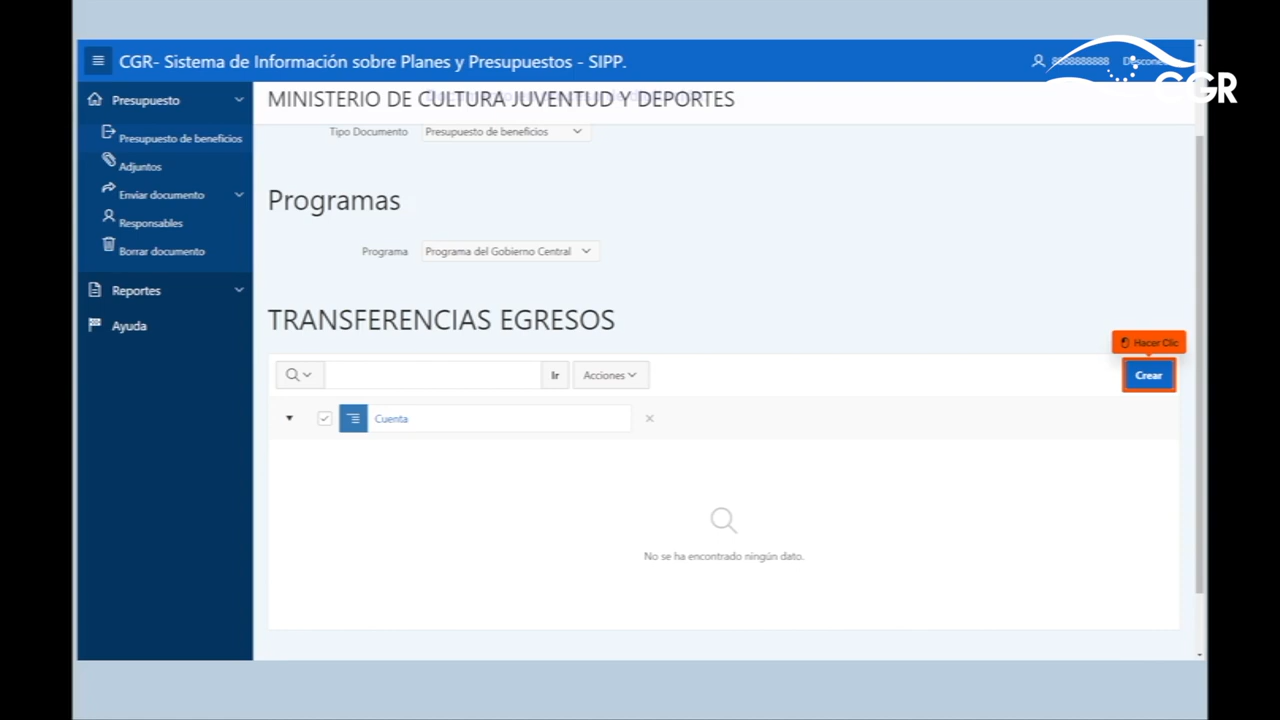 CGR- Sistema de Información sobre Planes y Presupuestos - SIPP.
8888888888
CGR
Presupuesto
Presupuesto de beneficios
Adjuntos
Enviar documento
Responsables
Borrar documento
Reportes
Ayuda
MINISTERIO DE CULTURA JUVENTUD Y DEPORTES
Tipo Documento Presupuesto de beneficios
Programas
Programa Programa del Gobierno Central
TRANSFERENCIAS EGRESOS
Hacer Clic
Ir Acciones Crear
Cuenta
No se ha encontrado ningún dato.